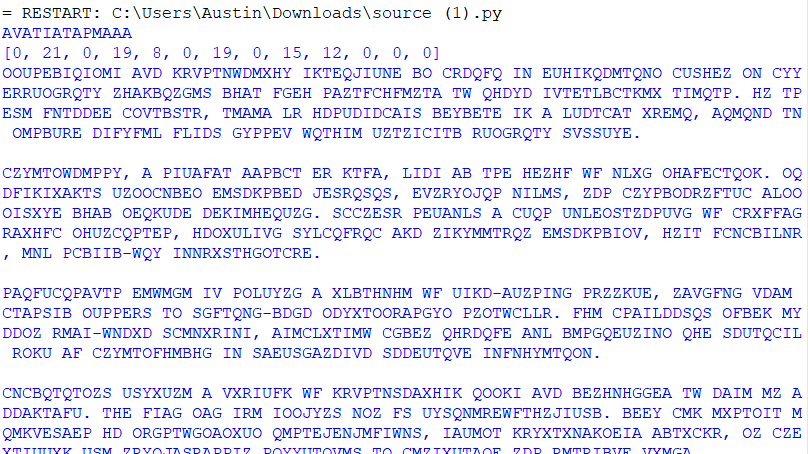 = RESTART: C:\Users\Austin\Downloads\source (1).py
AVATIATAPMAAA
[0, 21, 0, 19, 8, 0, 19, 0, 15, 12, 0, 0, 0]
OOUPEBIQIOMI AVD KRVPTNWDMXHY IKTEQJIUNE BO CRDQFQ IN EUHIKQDMTQNO CUSHEZ ON CYY
ERRUOGRQTY ZHAKBQZGMS BHAT FGEH PAZTFCHFMZTA TW QHDYD IVTETLBCTKMX TIMQTP. HZ TP
ESM FNTDDEE COVTBSTR, TMAMA LR HDPUDIDCAIS BEYBETE IK A LUDTCAT XREMQ, AQMQND TN
OMPBURE DIFYFML FLIDS GYPPEV WQTHIM UZTZICITB RUOGRQTY SVSSUYE.
CZYMTOWDMPPY, A PIUAFAT AAPBCT ER KTFA, LIDI AB TPE HEZHF WF NLXG OHAFECTQOK. OQ
DFIKIXAKTS UZOOCNBEO EMSDKPBED JESRQSQS, EVZRYOJQP NILMS, ZDP CZYPBODRZFTUC ALOO
OISXYE BHAB OEQKUDE DEKIMHEQUZG. SCCZESR PEUANLS A CUQP UNLEOSTZDPUVG WF CRXFFAG
RAXHFC OHUZCQPTEP, HDOXULIVG SYLCQFRQC AKD ZIKYMMTRQZ EMSDKPBIOV, HZIT FCNCBILNR
, MNL PCBIIB-WQY INNRXSTHGOTCRE.
PAQFUCQPAVTP EMWMGM IV POLUYZG A XLBTHNHM WF UIKD-AUZPING PRZZKUE, ZAVGFNG VDAM
CTAPSIB OUPPERS TO SGFTQNG-BDGD ODYXTOORAPGYO PZOTWCLLR. FHM CPAILDDSQS OFBEK MY
DDOZ RMAI-WNDXD SCMNXRINI, AIMCLXTIMW CGBEZ QHRDQFE ANL BMPGQEUZINO QHE SDUTQCIL
ROKU AF CZYMTOFHMBHG IN SAEUSGAZDIVD SDDEUTQVE INFNHYMTQON.
CNCBQTQTOZS USYXUZM A VXRIUFK WF KRVPTNSDAXHIK QOOKI AVD BEZHNHGGEA TW DAIM MZ A
DDAKTAFU. THE FIAG OAG IRM IOOJYZS NOZ FS UYSQNMREWFTHZJIUSB. BEEY CMK MXPTOIT M
QMKVESAEP HD ORGPTWGOAOXUO QMPTEJENJMFIWNS, IAUMOT KRYXTXNAKOEIA ABTXCKR, OZ CZE